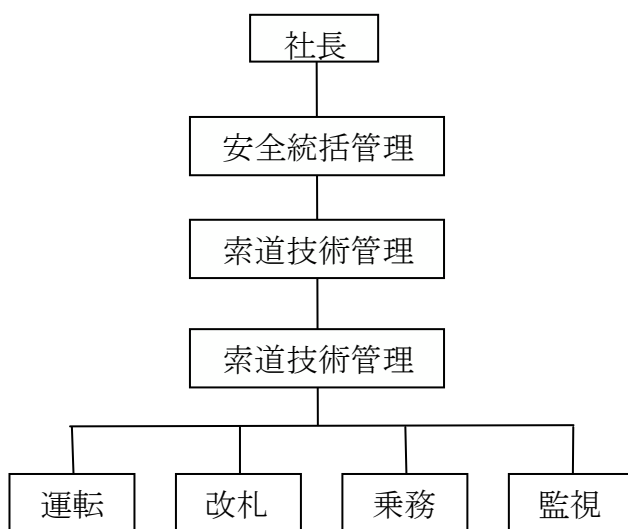 社長
安全統括管理
索道技術管理
索道技術管理
運転
改札
乗務
監視